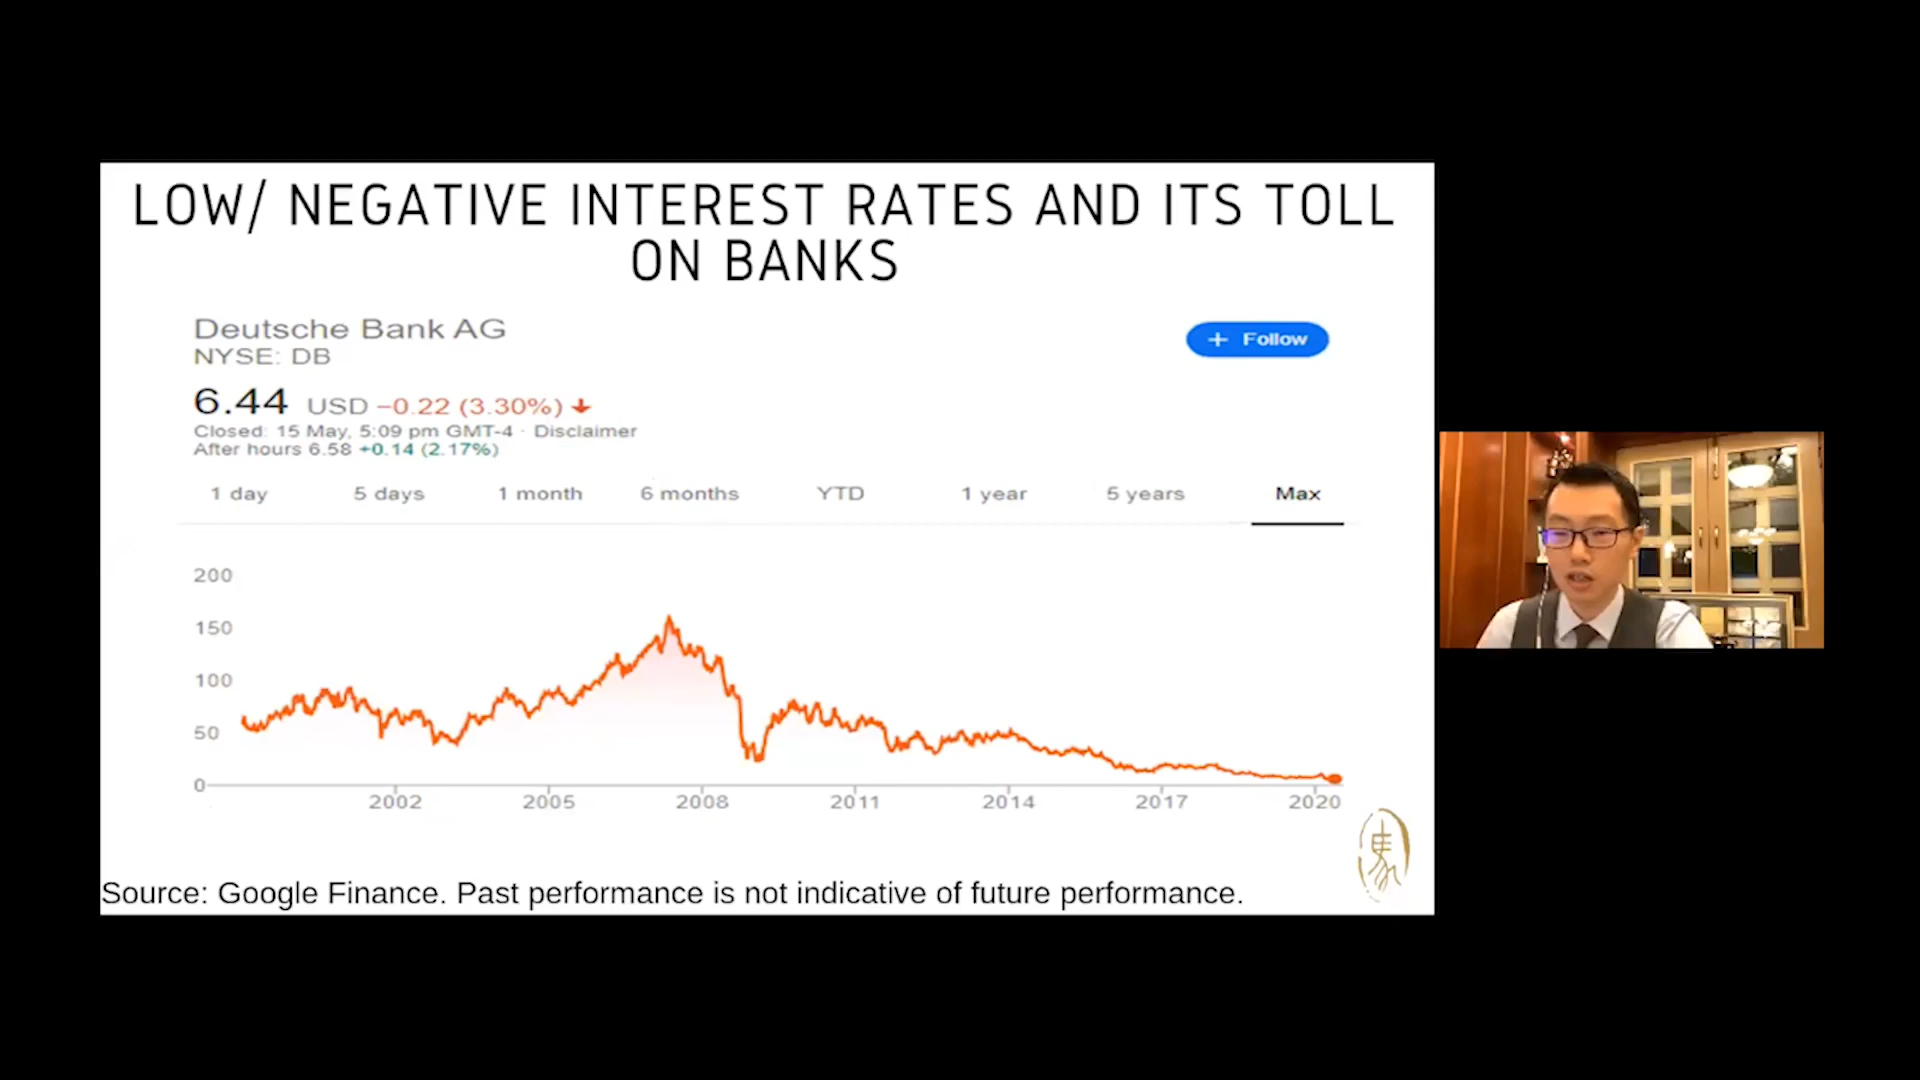 LOW/ NEGATIVE INTEREST RATES AND ITS TOLL
ON BANKS
Deutsche Bank AG
NYSE: DB
+ Follow
6.44 USD −0.22 (3.30%)
Closed: 15 May, 5:09 pm GMT-4 · Disclaimer
After hours 6.58 +0.14 (2.17%)
1 day 5 days 1 month 6 months YTD 1 year 5 years Max
200
150
100
50
0
2002 2005 2008 2011 2014 2017 2020
Source: Google Finance. Past performance is not indicative of future performance.